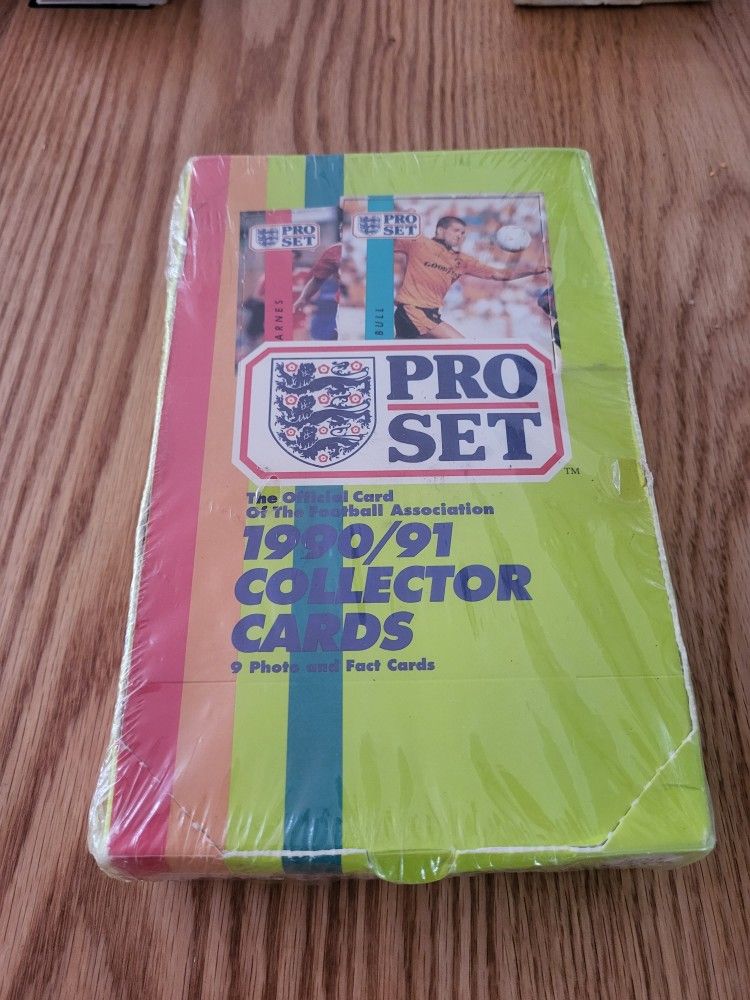 PRO
SET
ARNES
PRO
SET
GOODYEAR
BULL
PRO
SET
TM
The Official Card
Of The Football Association
1990/91
COLLECTOR
CARDS
9 Photo and Fact Cards